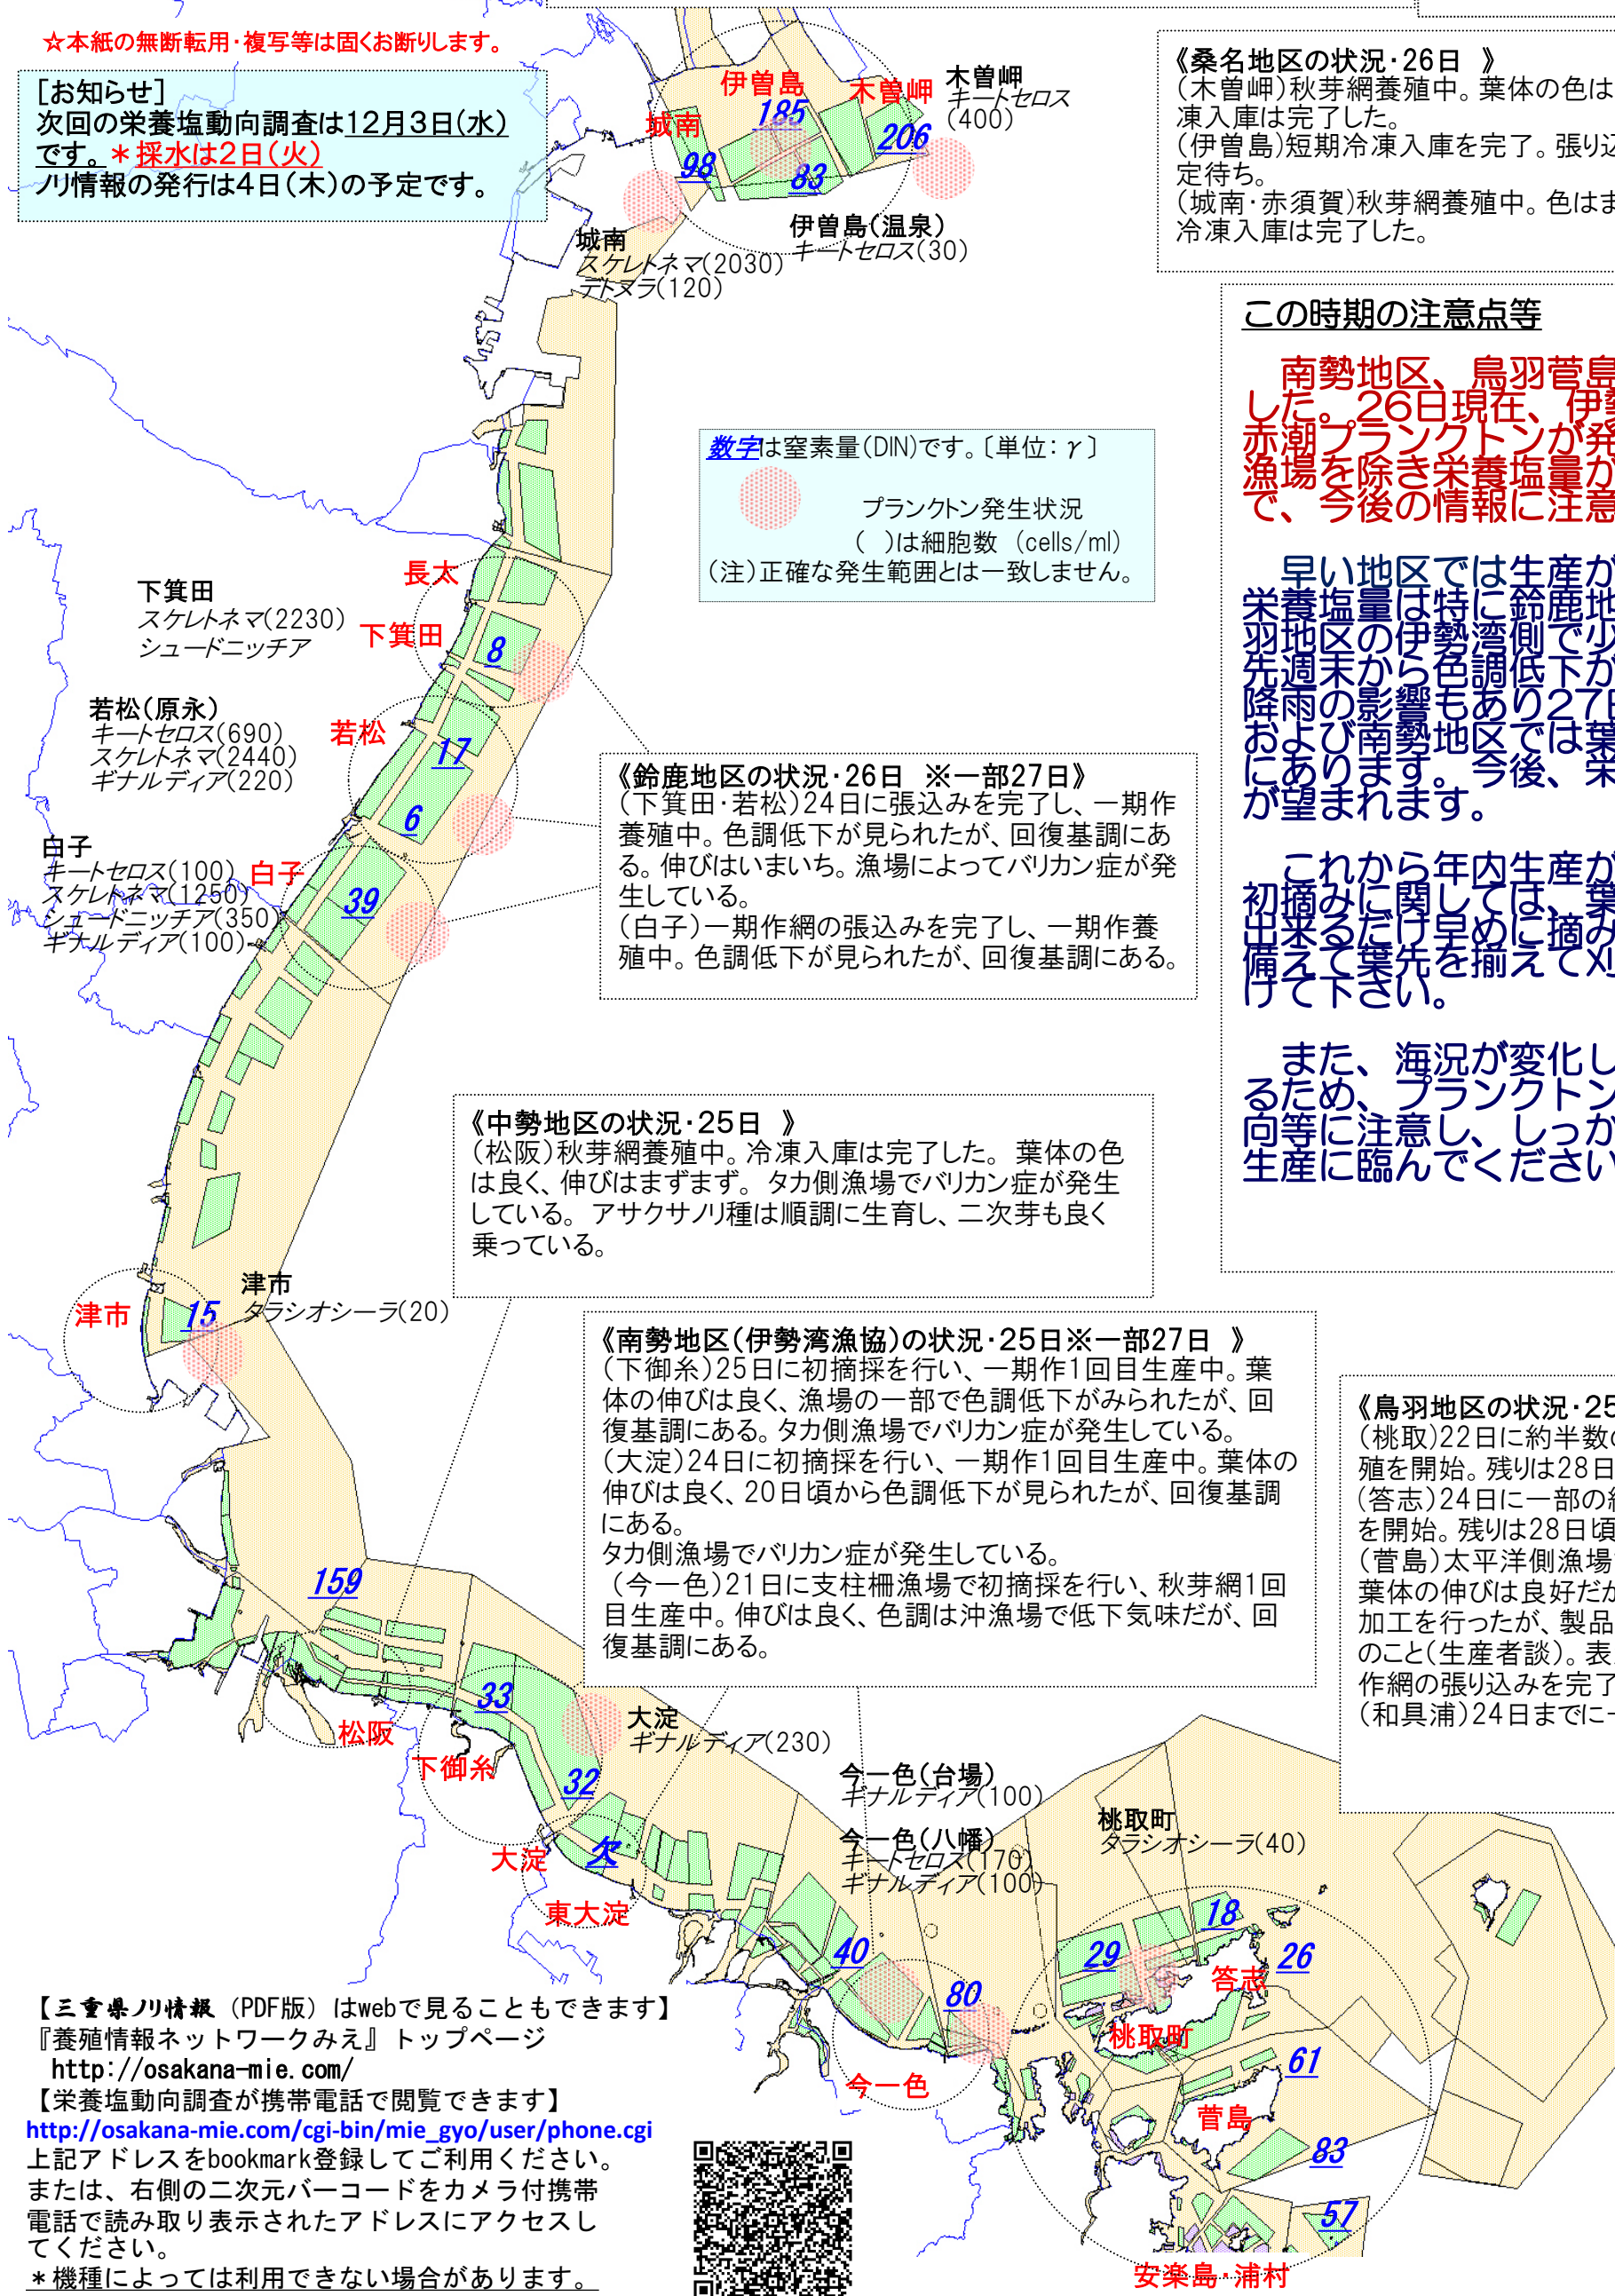 ☆本紙の無断転用・複写等は固くお断りします。
［お知らせ］
次回の栄養塩動向調査は12月3日(水)
です。＊採水は2日(火)
ノリ情報の発行は4日(木)の予定です。
伊曽島
185
木曽岬
木曽岬
キートセロス
(400)
城南
98
83
206
伊曽島(温泉)
キートセロス(30)
城南
スケレトネマ(2030)
デトヌラ(120)
《桑名地区の状況・26日 》
(木曽岬)秋芽網養殖中。葉体の色は
凍入庫は完了した。
(伊曽島)短期冷凍入庫を完了。張り込
定待ち。
(城南・赤須賀)秋芽網養殖中。色はま
冷凍入庫は完了した。
この時期の注意点等
南勢地区、鳥羽菅島
した。26日現在、伊勢
赤潮プランクトンが発
漁場を除き栄養塩量が
で、今後の情報に注意
早い地区では生産が
栄養塩量は特に鈴鹿地
羽地区の伊勢湾側で少
先週末から色調低下が
降雨の影響もあり27日
および南勢地区では葉
にあります。今後、栄
が望まれます。
これから年内生産が
初摘みに関しては、葉
出来るだけ早めに摘み
備えて葉先を揃えて刈
けて下さい。
また、海況が変化し
るため、プランクトン
向等に注意し、しっか
生産に臨んでください
数字は窒素量(DIN)です。〔単位：γ〕
プランクトン発生状況
( )は細胞数 (cells/ml)
(注)正確な発生範囲とは一致しません。
長太
下箕田
スケレトネマ(2230)
シュードニッチア
下箕田
8
若松(原永)
キートセロス(690)
スケレトネマ(2440)
ギナルディア(220)
若松
17
6
白子
キートセロス(100)
スケレトネマ(1250)
シュードニッチア(350)
ギナルディア(100)
白子
39
《鈴鹿地区の状況・26日 ※一部27日》
(下箕田・若松)24日に張込みを完了し、一期作
養殖中。色調低下が見られたが、回復基調にあ
る。伸びはいまいち。漁場によってバリカン症が発
生している。
(白子)一期作網の張込みを完了し、一期作養
殖中。色調低下が見られたが、回復基調にある。
《中勢地区の状況・25日 》
(松阪)秋芽網養殖中。冷凍入庫は完了した。葉体の色
は良く、伸びはまずまず。タカ側漁場でバリカン症が発生
している。アサクサノリ種は順調に生育し、二次芽も良く
乗っている。
津市
15
津市
タラシオシーラ(20)
《南勢地区(伊勢湾漁協)の状況・25日※一部27日 》
(下御糸)25日に初摘採を行い、一期作1回目生産中。葉
体の伸びは良く、漁場の一部で色調低下がみられたが、回
復基調にある。タカ側漁場でバリカン症が発生している。
(大淀)24日に初摘採を行い、一期作1回目生産中。葉体の
伸びは良く、20日頃から色調低下が見られたが、回復基調
にある。
タカ側漁場でバリカン症が発生している。
(今一色)21日に支柱柵漁場で初摘採を行い、秋芽網1回
目生産中。伸びは良く、色調は沖漁場で低下気味だが、回
復基調にある。
《鳥羽地区の状況・25
(桃取)22日に約半数の
殖を開始。残りは28日
(答志)24日に一部の網
を開始。残りは28日頃
(菅島)太平洋側漁場
葉体の伸びは良好だが
加工を行ったが、製品
のこと(生産者談)。表
作網の張り込みを完了
(和具浦)24日までに一
159
松阪
33
下御糸
32
大淀
ギナルディア(230)
大淀
欠
東大淀
今一色(台場)
ギナルディア(100)
今一色(八幡)
キートセロス(170)
ギナルディア(100)
桃取町
タラシオシーラ(40)
40
80
今一色
29
18
26
答志
桃取町
61
菅島
83
57
安楽島・浦村
【三重県ノリ情報（PDF版）はwebで見ることもできます】
『養殖情報ネットワークみえ』トップページ
http://osakana-mie.com/
【栄養塩動向調査が携帯電話で閲覧できます】
http://osakana-mie.com/cgi-bin/mie_gyo/user/phone.cgi
上記アドレスをbookmark登録してご利用ください。
または、右側の二次元バーコードをカメラ付携帯
電話で読み取り表示されたアドレスにアクセスし
てください。
＊機種によっては利用できない場合があります。